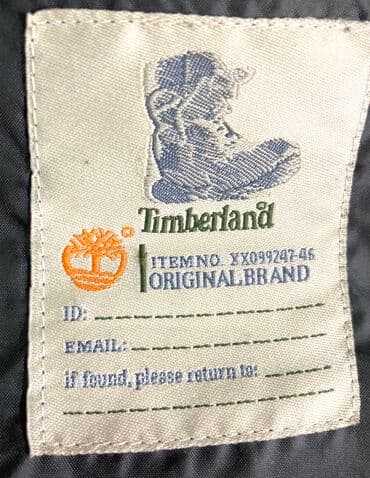 Timberland
ITEM NO. XX099247-46
ORIGINAL BRAND
ID:
EMAIL:
if found, please return to: